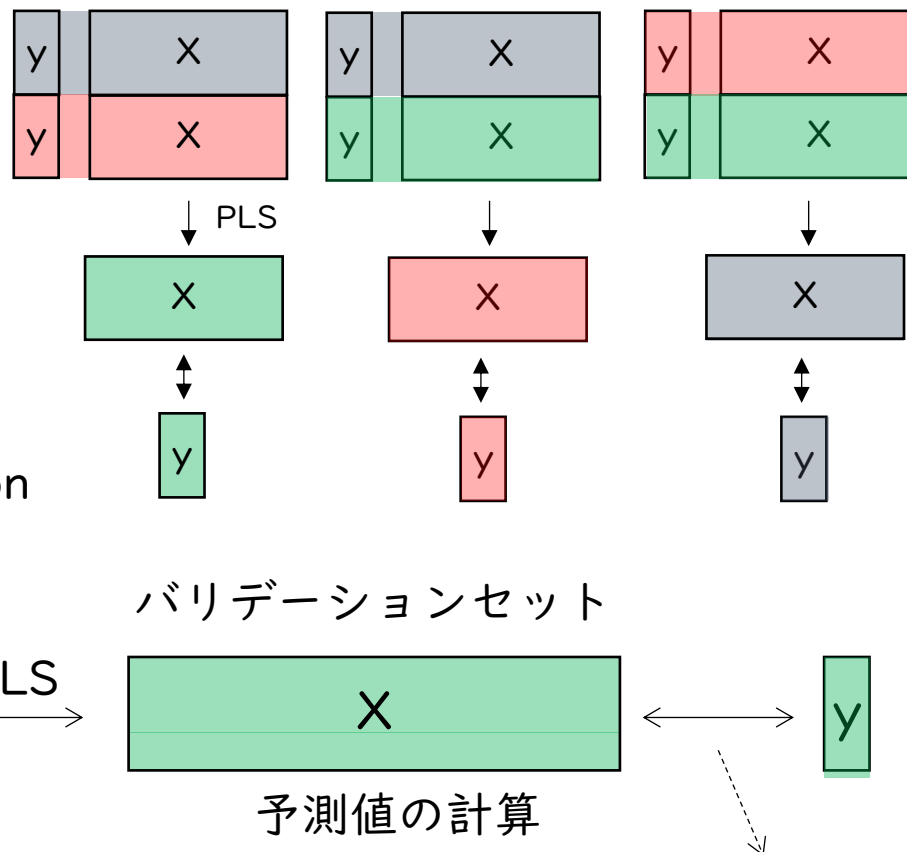 y X y X y X
y X y X y X
PLS
X X X
y y y
on
バリデーションセット
LS
X y
予測値の計算